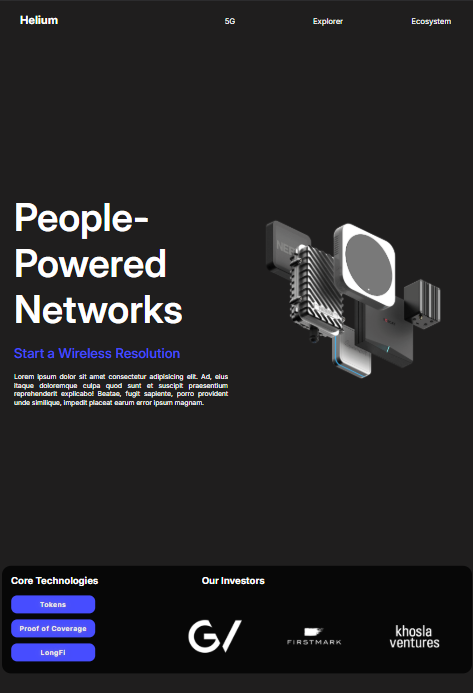 Helium 5G Explorer Ecosystem
People-
Powered
Networks
Start a Wireless Resolution
Lorem ipsum dolor sit amet consectetur adipisicing elit. Ad, eius
itaque doloremque culpa quod sunt et suscipit praesentium
reprehenderit explicabo! Beatae, fugit sapiente, porro provident
unde similique, impedit placeat earum error ipsum magnam.
Core Technologies
Tokens
Proof of Coverage
LongFi
Our Investors
GV
FIRSTMARK
khosla
ventures